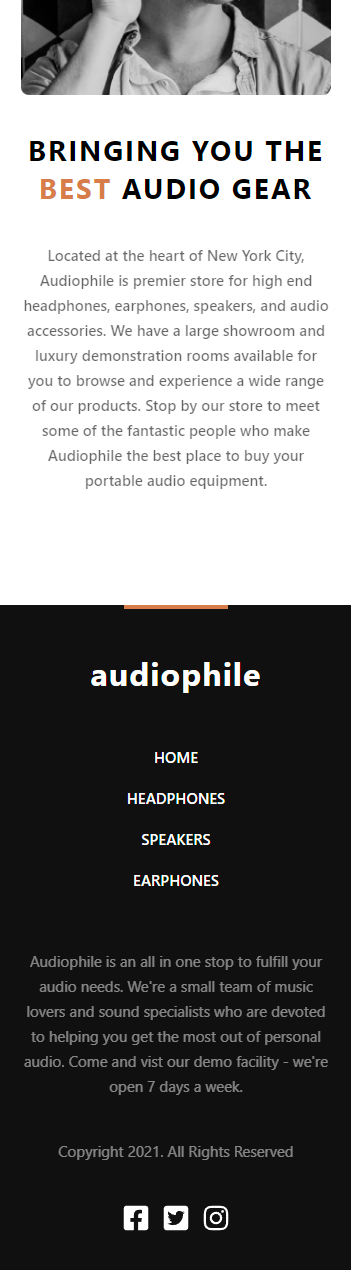 BRINGING YOU THE
BEST AUDIO GEAR
Located at the heart of New York City,
Audiophile is premier store for high end
headphones, earphones, speakers, and audio
accessories. We have a large showroom and
luxury demonstration rooms available for
you to browse and experience a wide range
of our products. Stop by our store to meet
some of the fantastic people who make
Audiophile the best place to buy your
portable audio equipment.
audiophile
HOME
HEADPHONES
SPEAKERS
EARPHONES
Audiophile is an all in one stop to fulfill your
audio needs. We're a small team of music
lovers and sound specialists who are devoted
to helping you get the most out of personal
audio. Come and vist our demo facility - we're
open 7 days a week.
Copyright 2021. All Rights Reserved